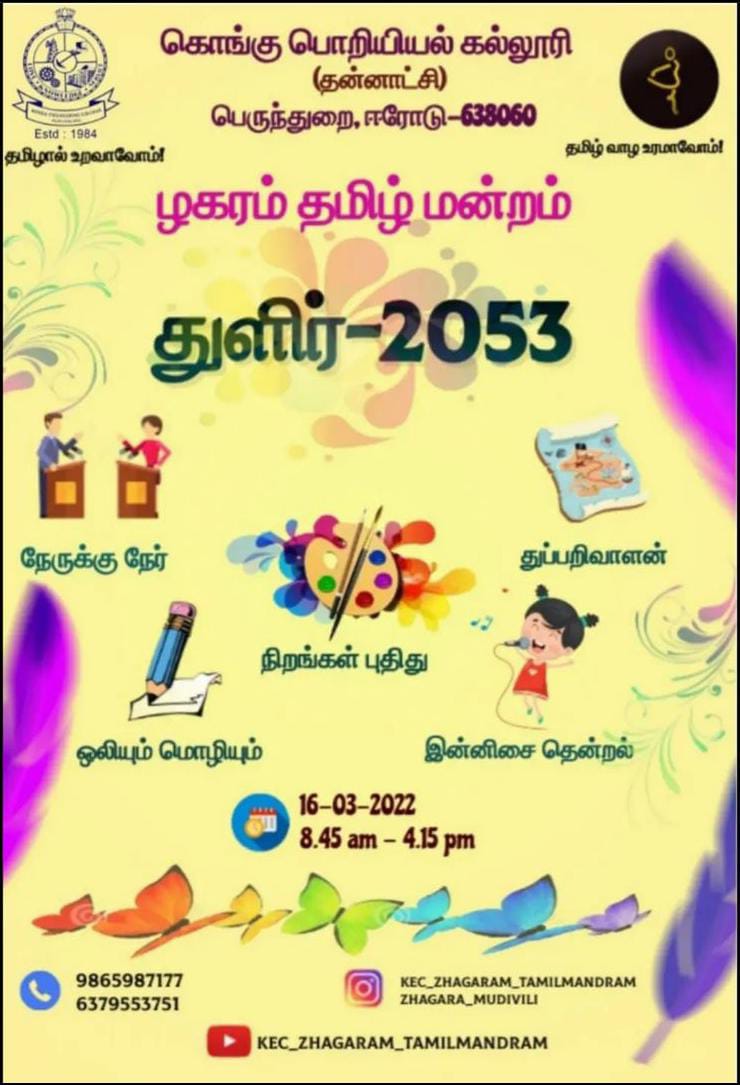 கொங்கு பொறியியல் கல்லூரி
(தன்னாட்சி)
பெருந்துறை, ஈரோடு-638060
Estd : 1984
தமிழால் உறவாவோம்!
தமிழ் வாழ உரமாவோம்!
ழகரம் தமிழ் மன்றம்
துளிர்-2053
நேருக்கு நேர்
துப்பறிவாளன்
நிறங்கள் புதிது
ஒலியும் மொழியும்
இன்னிசை தென்றல்
16-03-2022
8.45 am - 4.15 pm
9865987177
6379553751
KEC_ZHAGARAM_TAMILMANDRAM
ZHAGARA_MUDIVILI
KEC_ZHAGARAM_TAMILMANDRAM